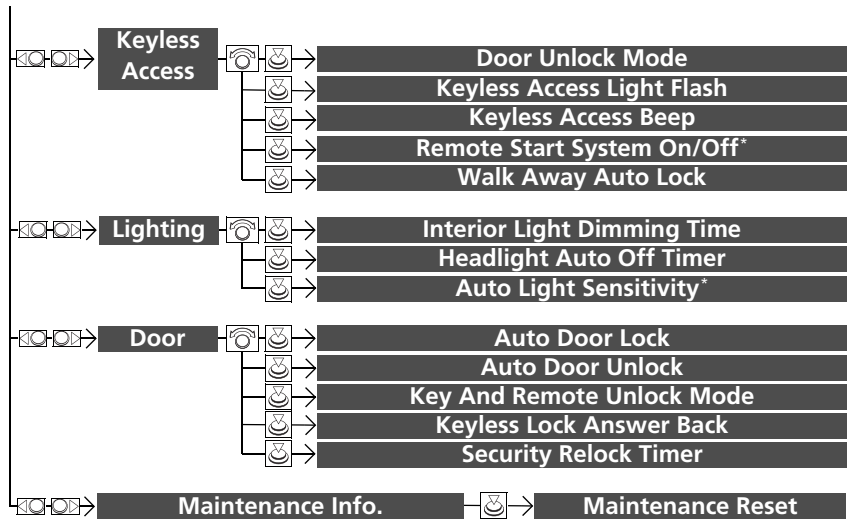 Keyless
Access
Door Unlock Mode
Keyless Access Light Flash
Keyless Access Beep
Remote Start System On/Off*
Walk Away Auto Lock
Lighting
Interior Light Dimming Time
Headlight Auto Off Timer
Auto Light Sensitivity*
Door
Auto Door Lock
Auto Door Unlock
Key And Remote Unlock Mode
Keyless Lock Answer Back
Security Relock Timer
Maintenance Info.
Maintenance Reset